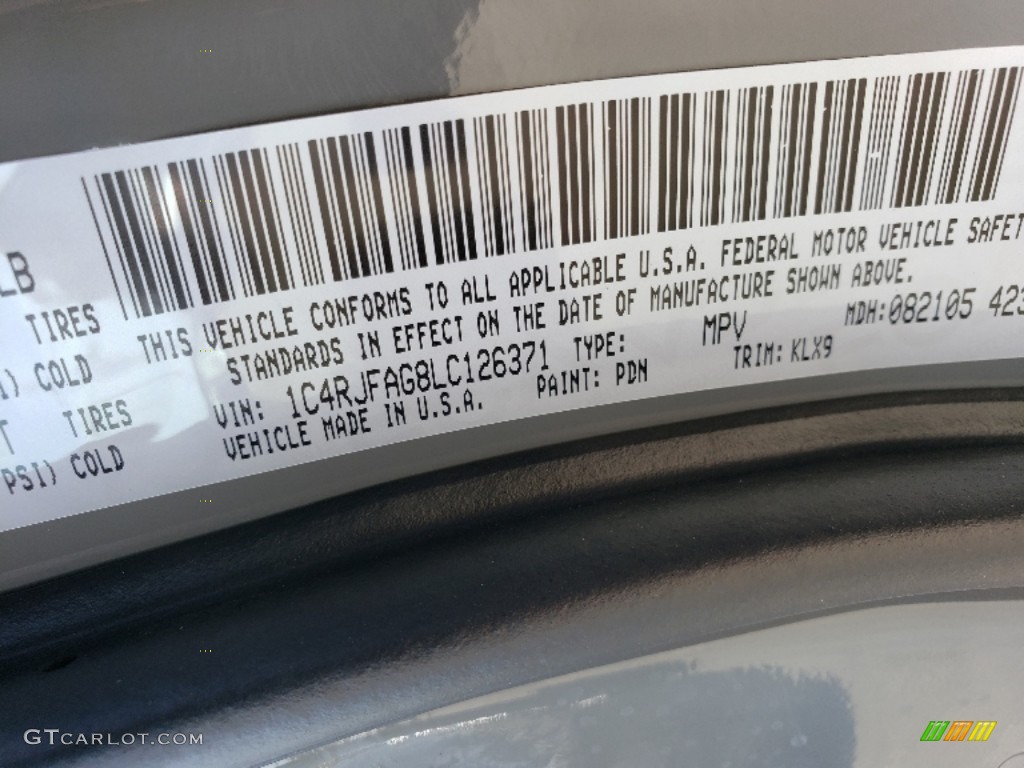 LB
TIRES
I) COLD
T TIRES
PSI) COLD
THIS VEHICLE CONFORMS TO ALL APPLICABLE U.S.A. FEDERAL MOTOR VEHICLE SAFET
STANDARDS IN EFFECT ON THE DATE OF MANUFACTURE SHOWN ABOVE.
VIN: 1C4RJFAG8LC126371 TYPE: MPV MDH:082105 423
VEHICLE MADE IN U.S.A. PAINT: PDN TRIM: KLX9
GTCARLOT.COM